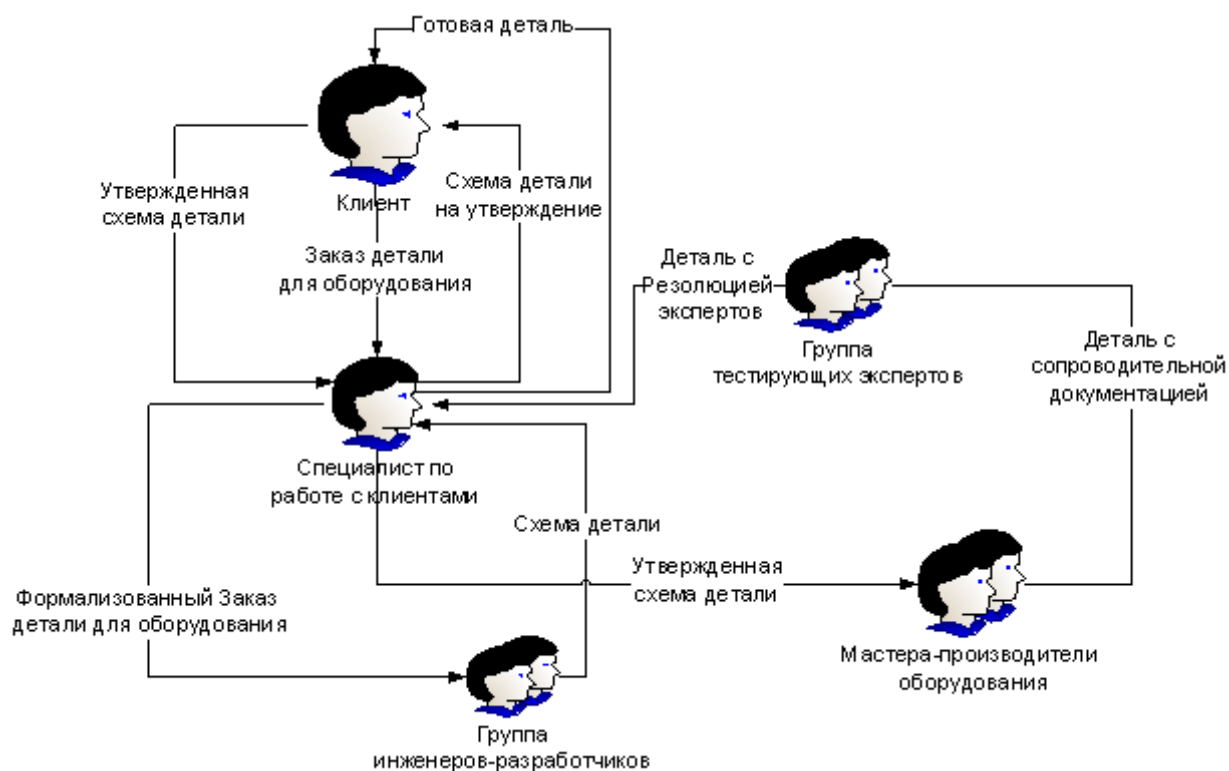 Готовая деталь
Утвержденная
схема детали
Клиент
Схема детали
на утверждение
Заказ детали
для оборудования
Деталь с
Резолюцией
экспертов
Группа
тестирующих экспертов
Деталь с
сопроводительной
документацией
Специалист по
работе с клиентами
Схема детали
Утвержденная
схема детали
Формализованный Заказ
детали для оборудования
Мастера-производители
оборудования
Группа
инженеров-разработчиков